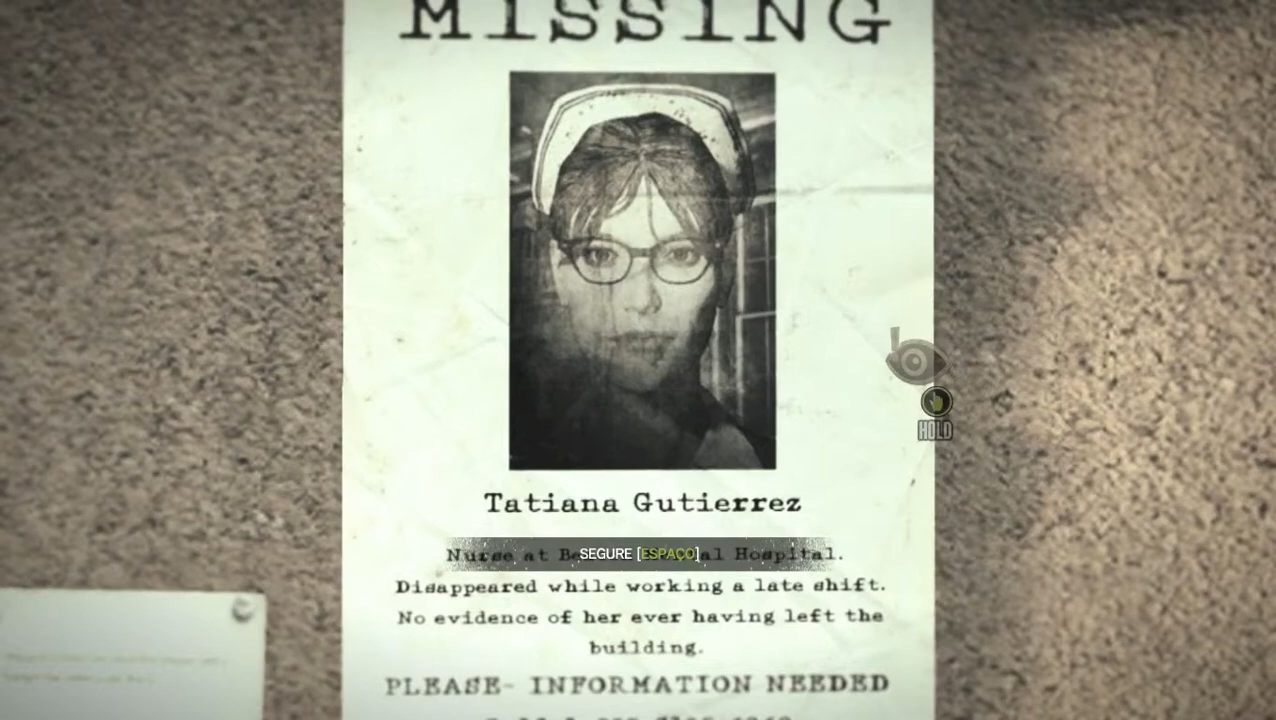 MISSING
HOLD
Tatiana Gutierrez
Nurse at Be al Hospital.
SEGURE [ESPAÇO]
Disappeared while working a late shift.
No evidence of her ever having left the
building.
PLEASE- INFORMATION NEEDED